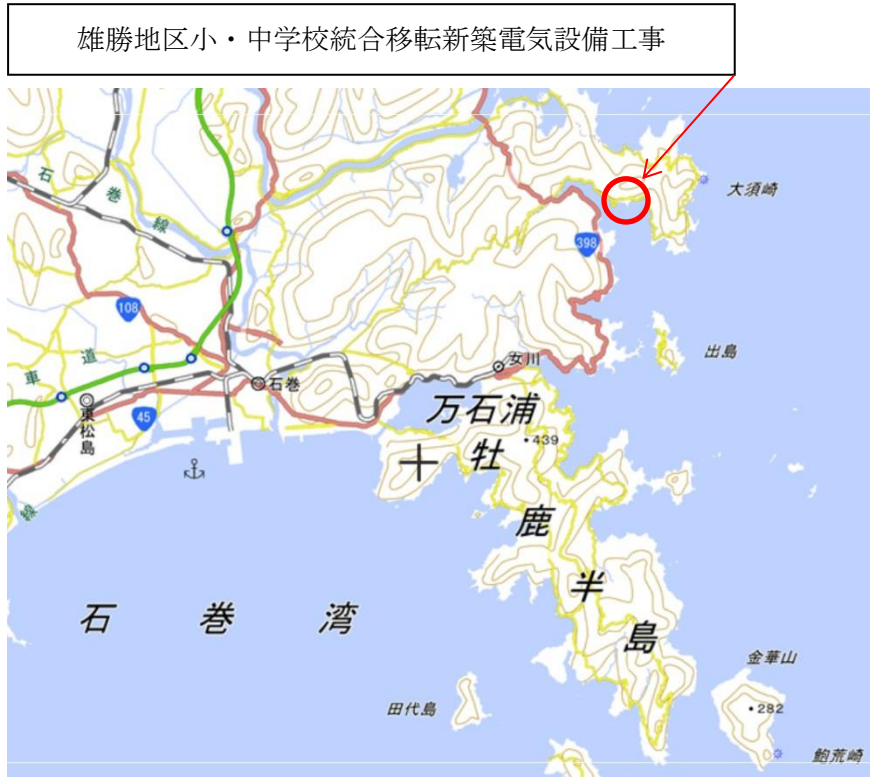 雄勝地区小・中学校統合移転新築電気設備工事
石巻線
大須崎
398
108
出島
女川
車道
石巻
東松島
45
万石浦
439
牡鹿半島
線
石巻湾
金華山
282
田代島
鮑荒崎